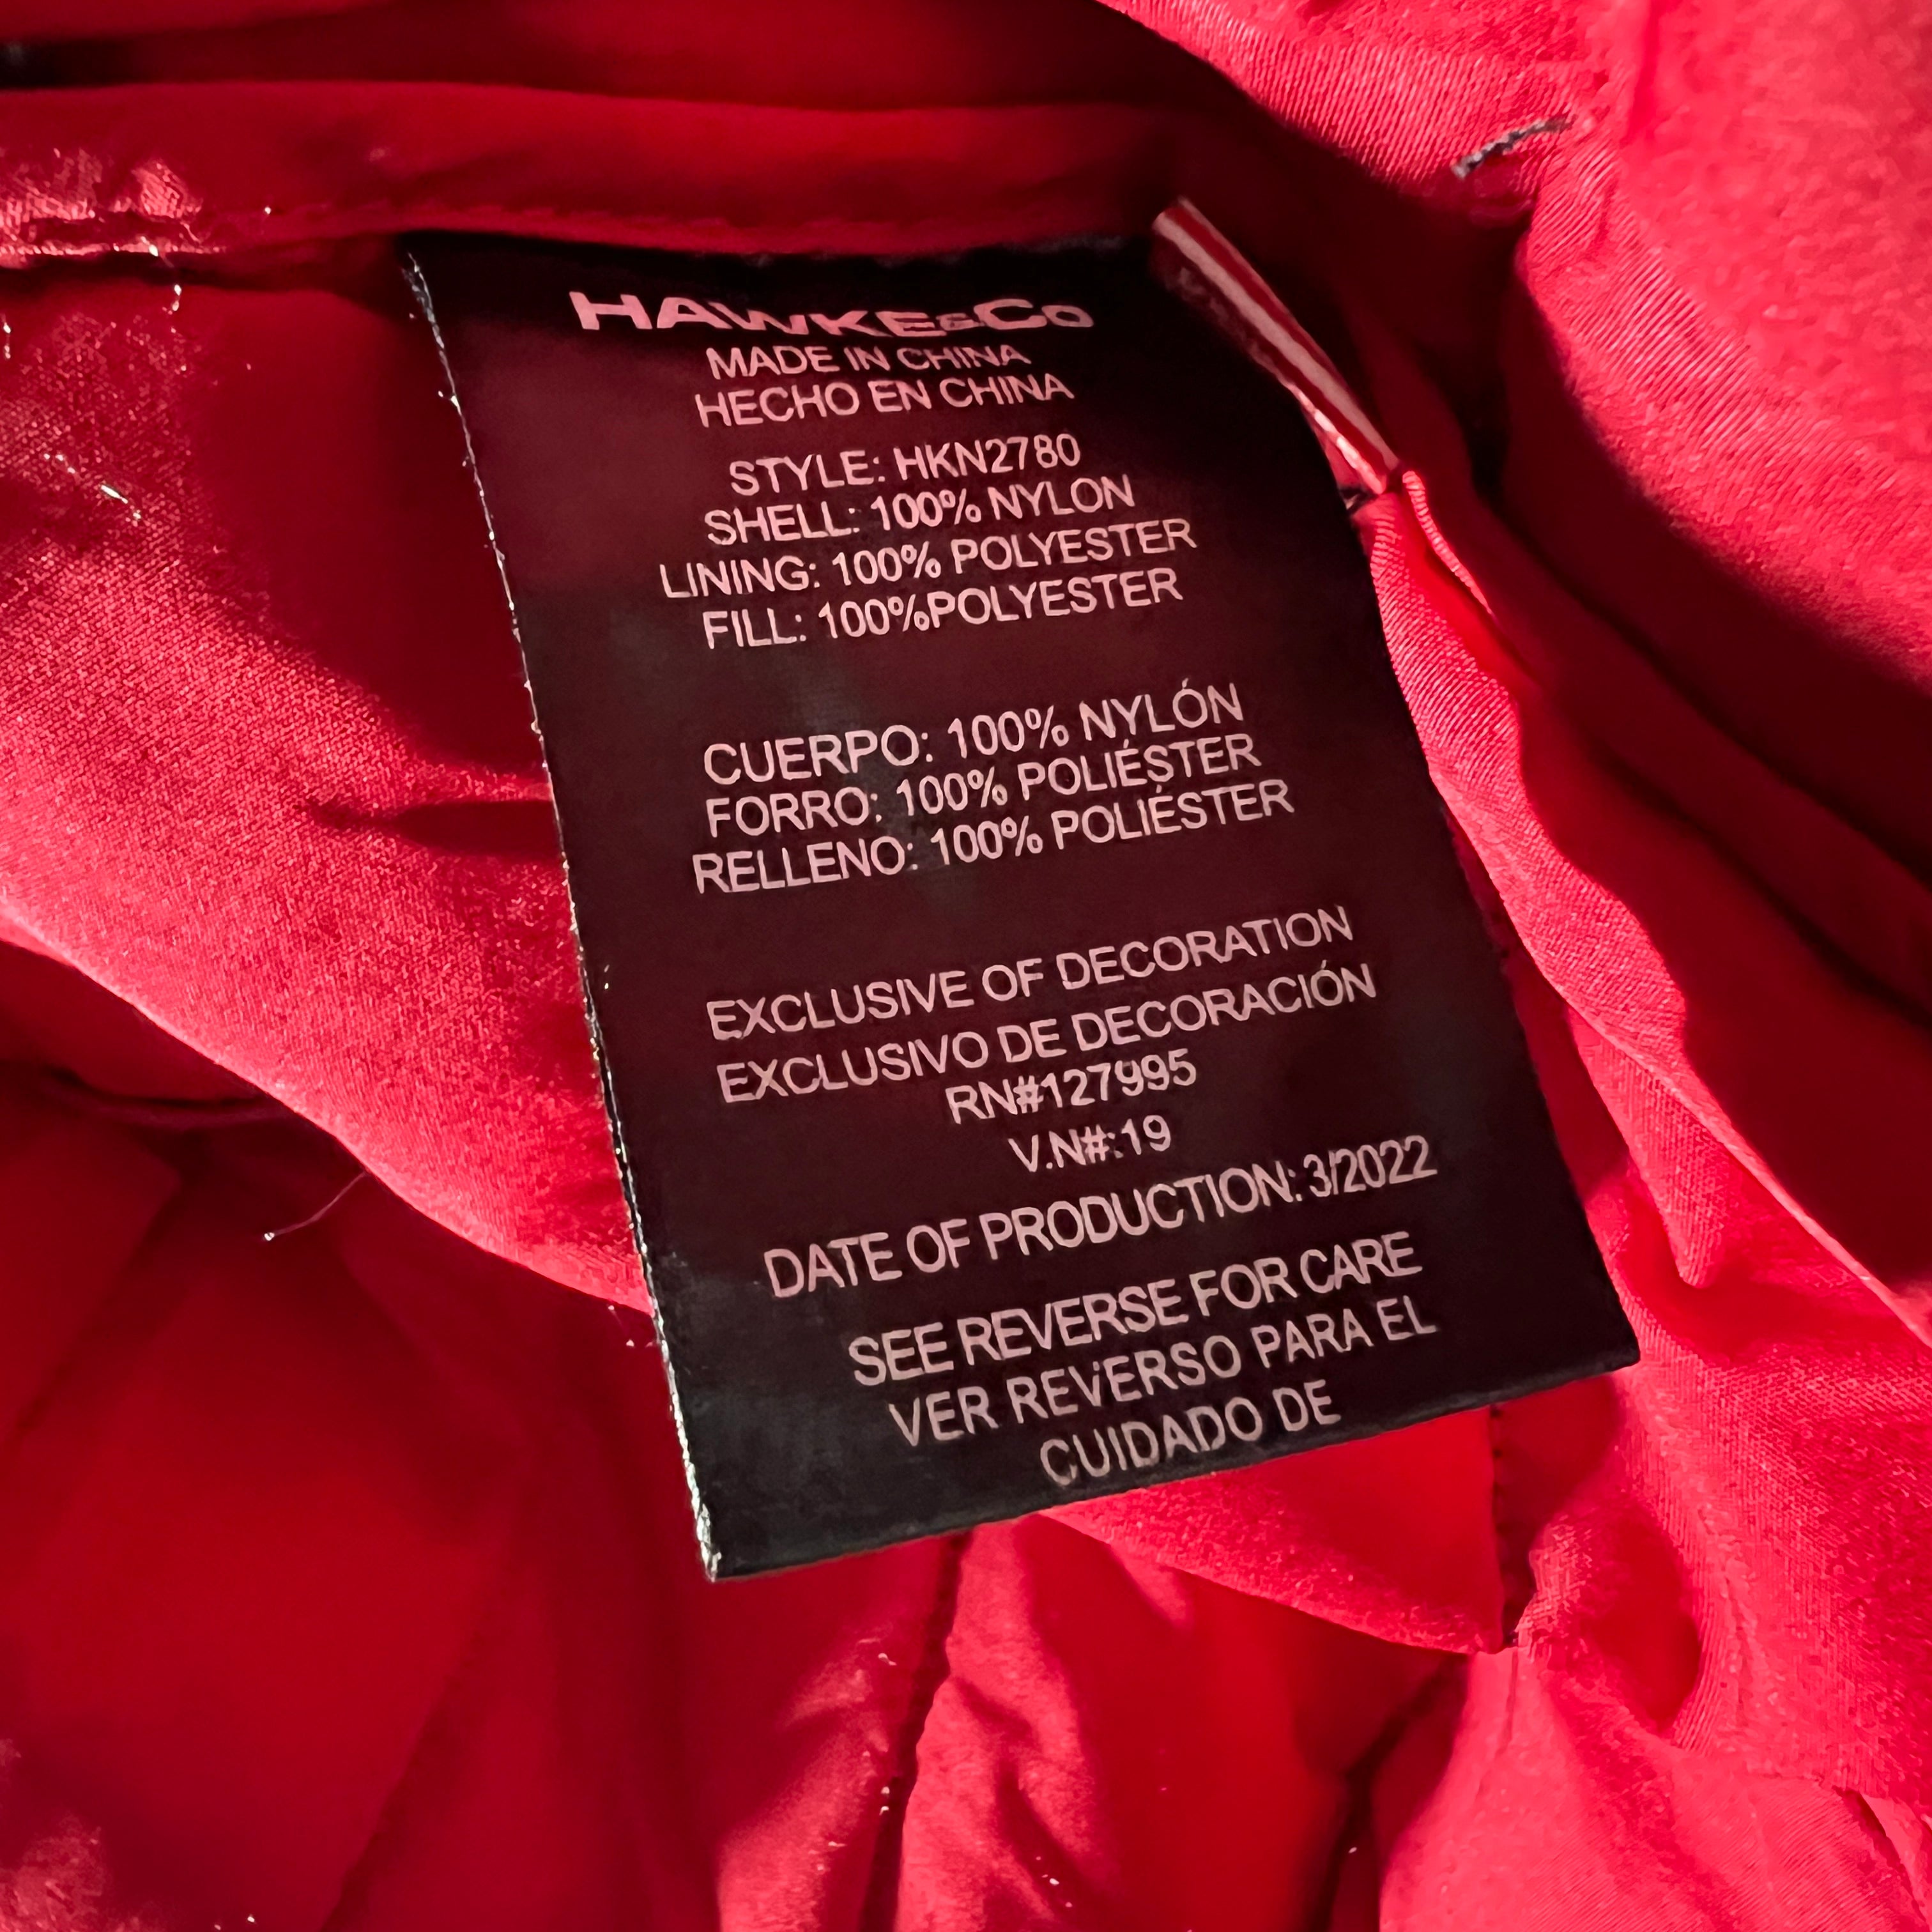 HAWKE&Co
MADE IN CHINA
HECHO EN CHINA
STYLE: HKN2780
SHELL: 100% NYLON
LINING: 100% POLYESTER
FILL: 100%POLYESTER
CUERPO: 100% NYLÓN
FORRO: 100% POLIÉSTER
RELLENO: 100% POLIÉSTER
EXCLUSIVE OF DECORATION
EXCLUSIVO DE DECORACIÓN
RN#127995
V.N#:19
DATE OF PRODUCTION: 3/2022
SEE REVERSE FOR CARE
VER REVERSO PARA EL
CUIDADO DE